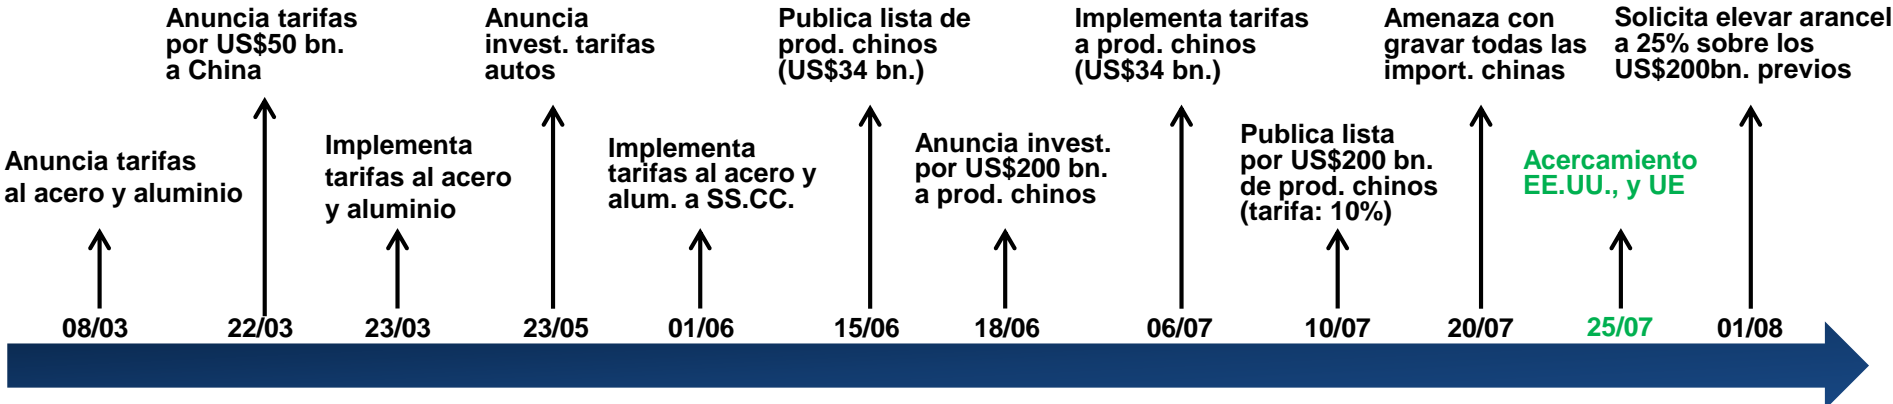 Anuncia tarifas
al acero y aluminio
08/03
Anuncia tarifas
por US$50 bn.
a China
22/03
Implementa
tarifas al acero
y aluminio
23/03
Anuncia
invest. tarifas
autos
23/05
Implementa
tarifas al acero y
alum. a SS.CC.
01/06
Publica lista de
prod. chinos
(US$34 bn.)
15/06
Anuncia invest.
por US$200 bn.
a prod. chinos
18/06
Implementa tarifas
a prod. chinos
(US$34 bn.)
06/07
Publica lista
por US$200 bn.
de prod. chinos
(tarifa: 10%)
10/07
Amenaza con
gravar todas las
import. chinas
20/07
Acercamiento
EE.UU., y UE
25/07
Solicita elevar arancel
a 25% sobre los
US$200bn. previos
01/08